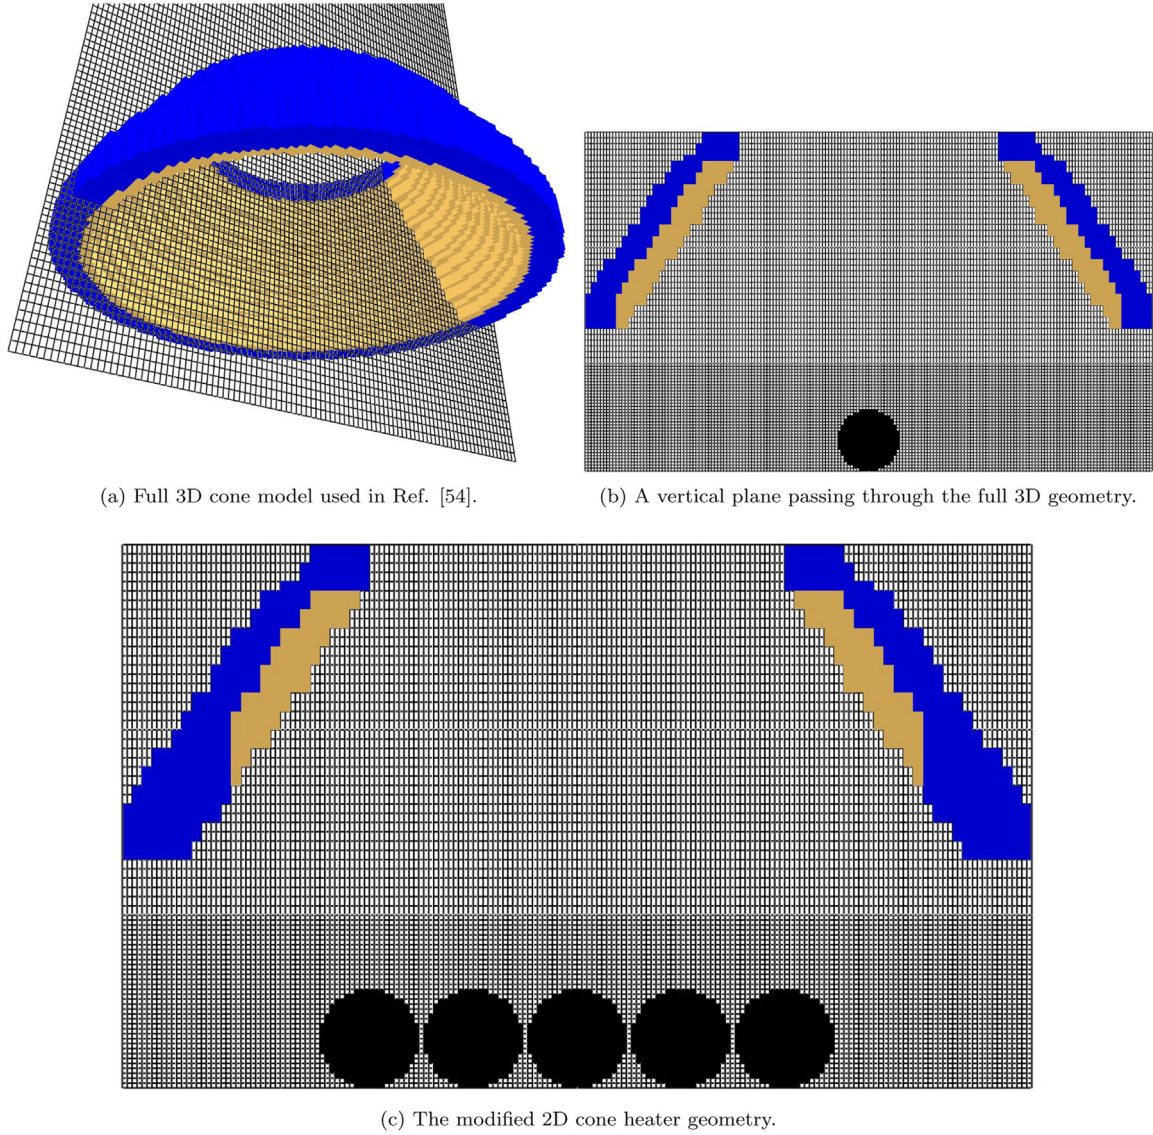 (a) Full 3D cone model used in Ref. [54].
(b) A vertical plane passing through the full 3D geometry.
(c) The modified 2D cone heater geometry.